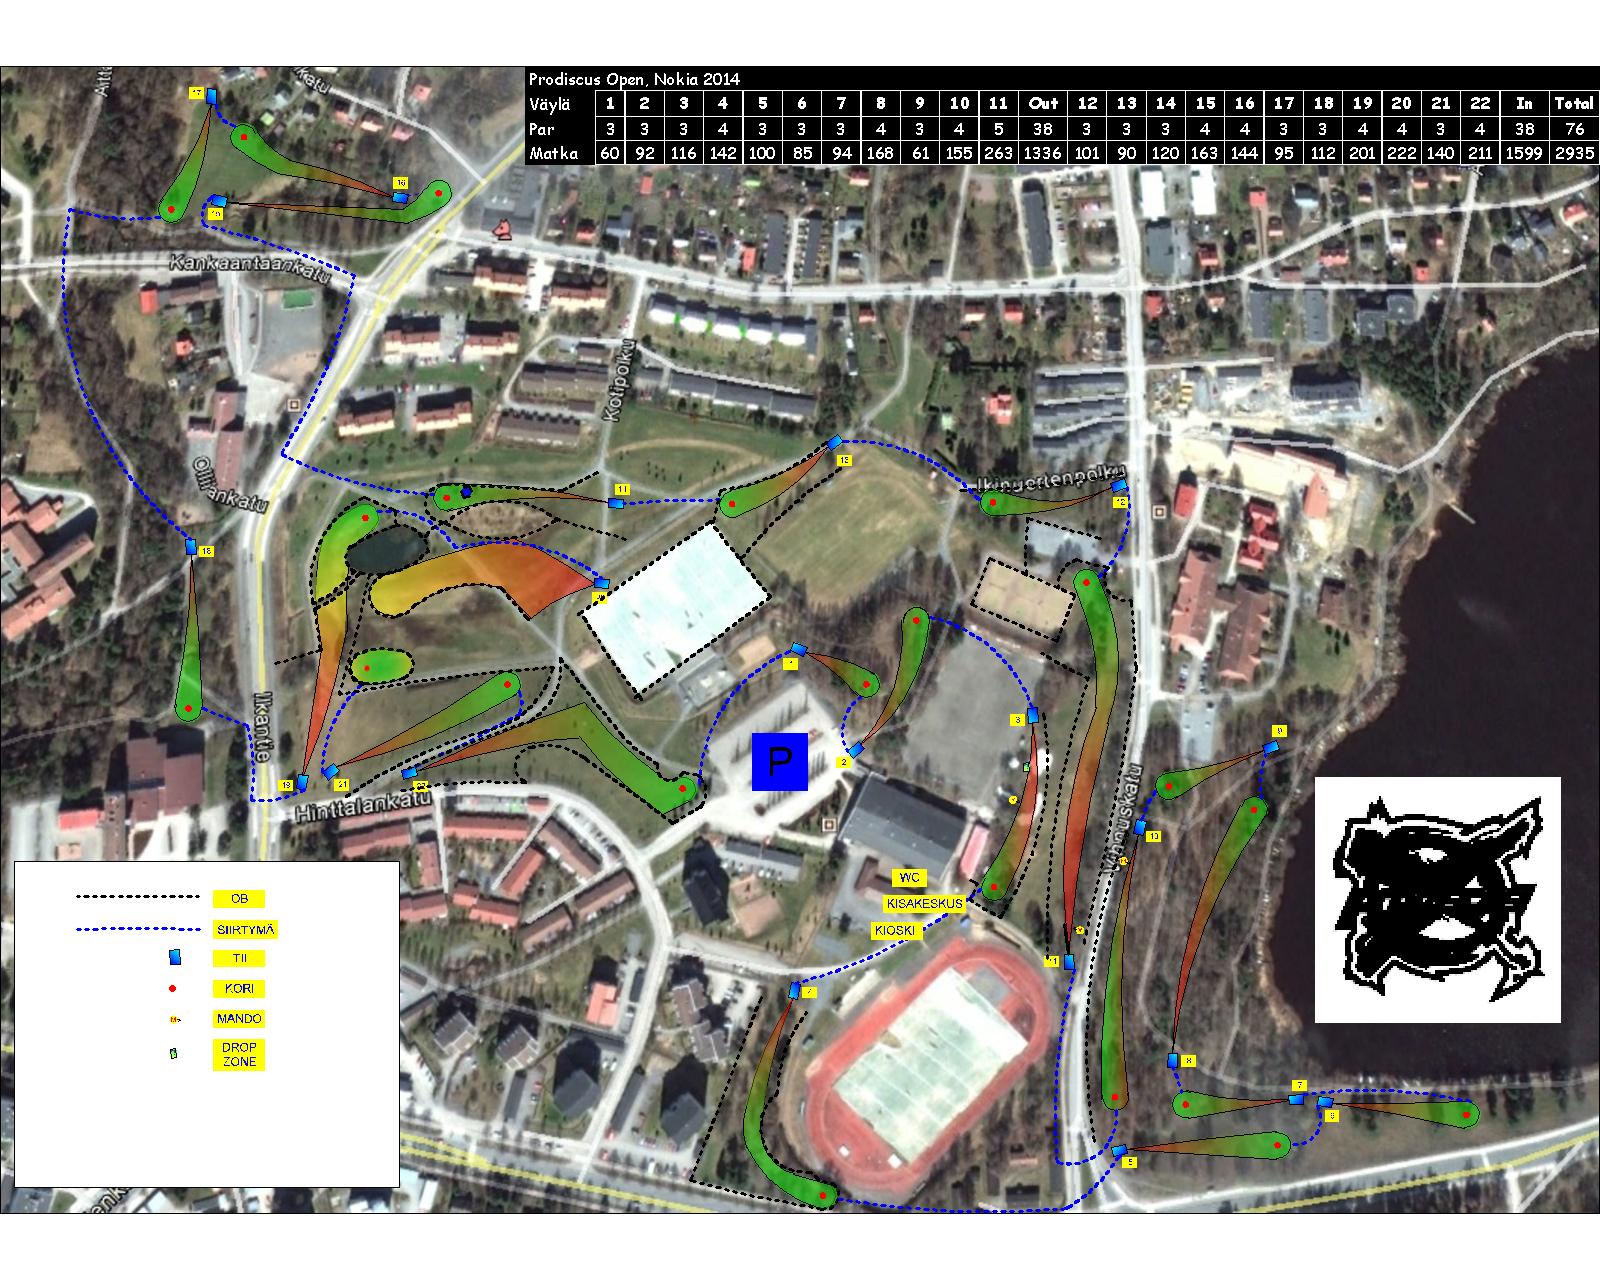 Prodiscus Open, Nokia 2014
Väylä 1 2 3 4 5 6 7 8 9 10 11 Out 12 13 14 15 16 17 18 19 20 21 22 In Total
Par 3 3 3 4 3 3 3 4 3 4 5 38 3 3 3 4 4 3 3 4 4 3 4 38 76
Matka 60 92 116 142 100 85 94 168 61 155 263 1336 101 90 120 163 144 95 112 201 222 140 211 1599 2935
17
16
15
Kankaantaankatu
Kotipolku
Ollilankatu
11
13
Ikipuertenpolku
12
18
1
3
2
9
P
Ikantie
19
21
22
Hinttalankatu
10
Vihnuskatu
WC
KISAKESKUS
KIOSKI
11
4
8
7
6
5
OB
SIIRTYMÄ
TII
KORI
MANDO
DROP
ZONE